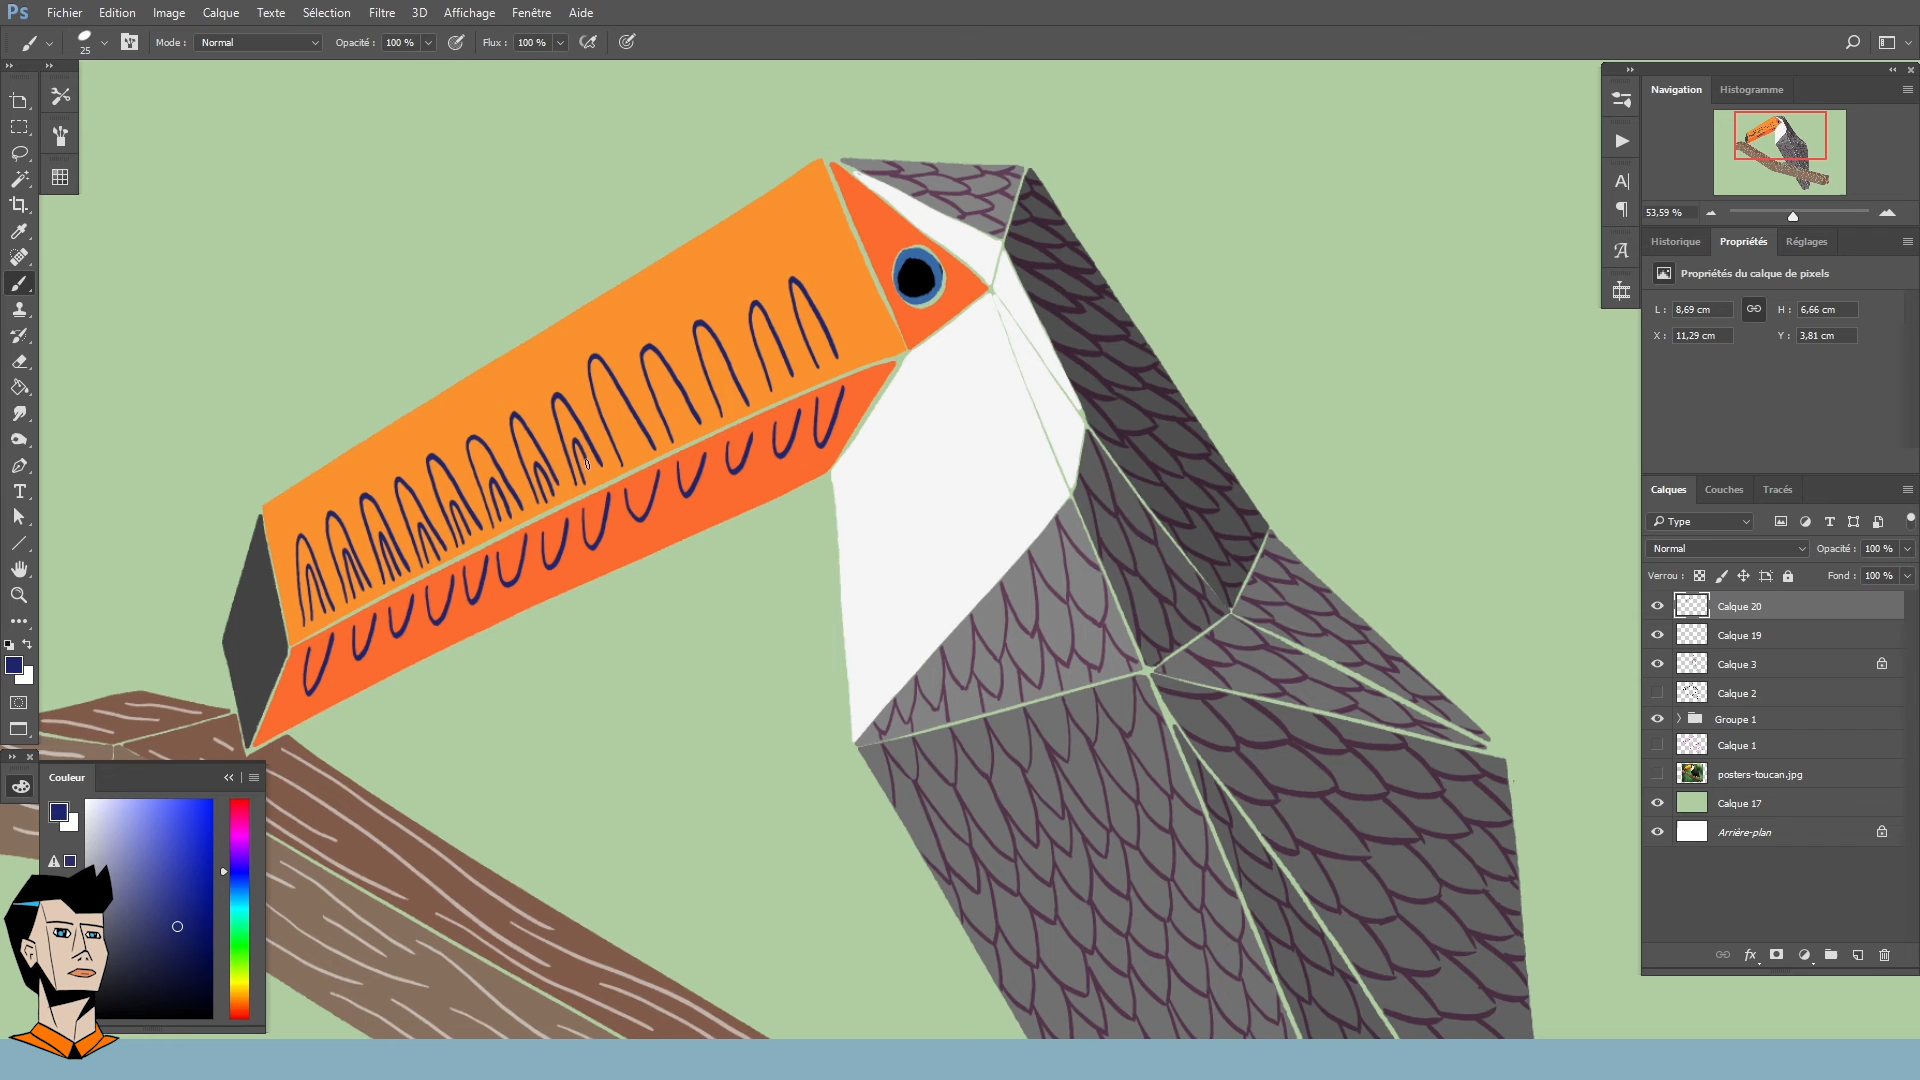 Ps Fichier Edition Image Calque Texte Sélection Filtre 3D Affichage Fenêtre Aide
25 Mode : Normal Opacité : 100 % Flux : 100 %
Navigation Histogramme
53,59 %
Historique Propriétés Réglages
Propriétés du calque de pixels
L : 8,69 cm H : 6,66 cm
X : 11,29 cm Y : 3,81 cm
Calques Couches Tracés
Type
Normal Opacité : 100 %
Verrou : Fond : 100 %
Calque 20
Calque 19
Calque 3
Calque 2
Groupe 1
Calque 1
posters-toucan.jpg
Calque 17
Arrière-plan
fx
Couleur